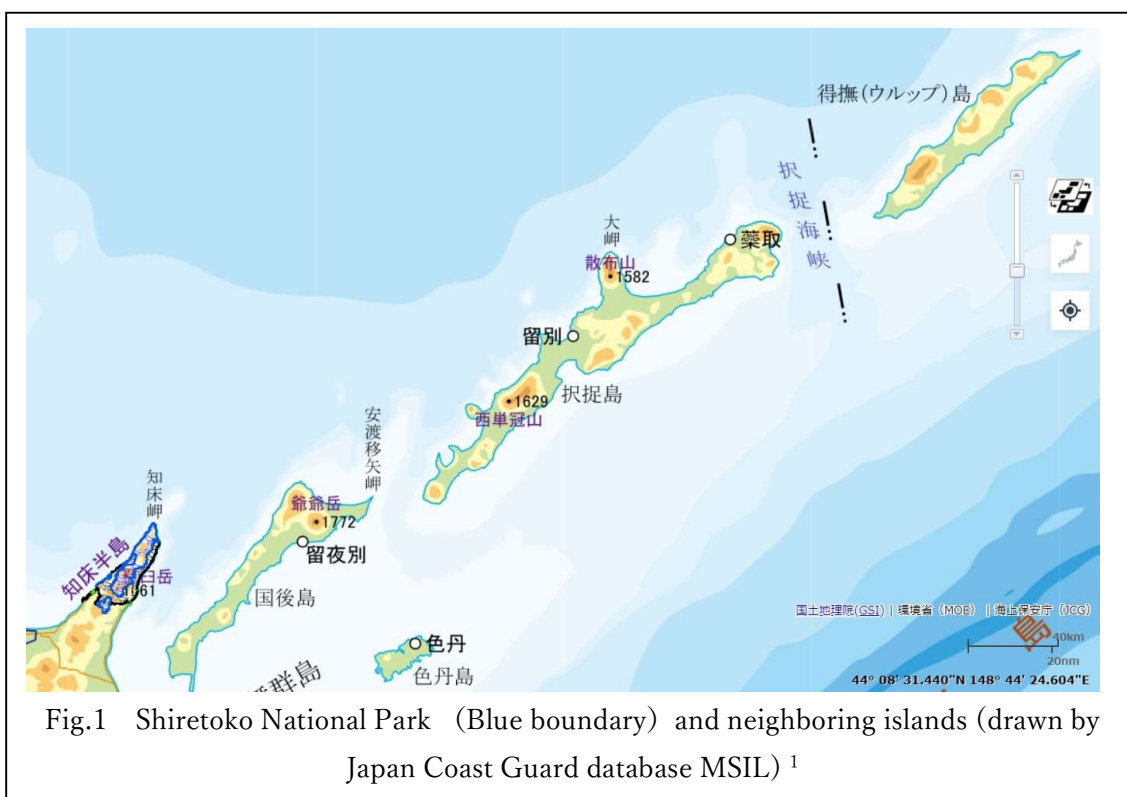 得撫(ウルップ)島
択捉海峡
大岬
散布山
1582
蘂取
留別
択捉島
1629
西単冠山
安渡移矢岬
知床岬
爺爺岳
1772
知床半島
留夜別
国後島
色丹
色丹島
群島
国土地理院(GSI) | 環境省 (MOE) | 海上保安庁 (JCG)
40km
20nm
44° 08' 31.440"N 148° 44' 24.604"E
Fig.1 Shiretoko National Park （Blue boundary）and neighboring islands (drawn by
Japan Coast Guard database MSIL) 1